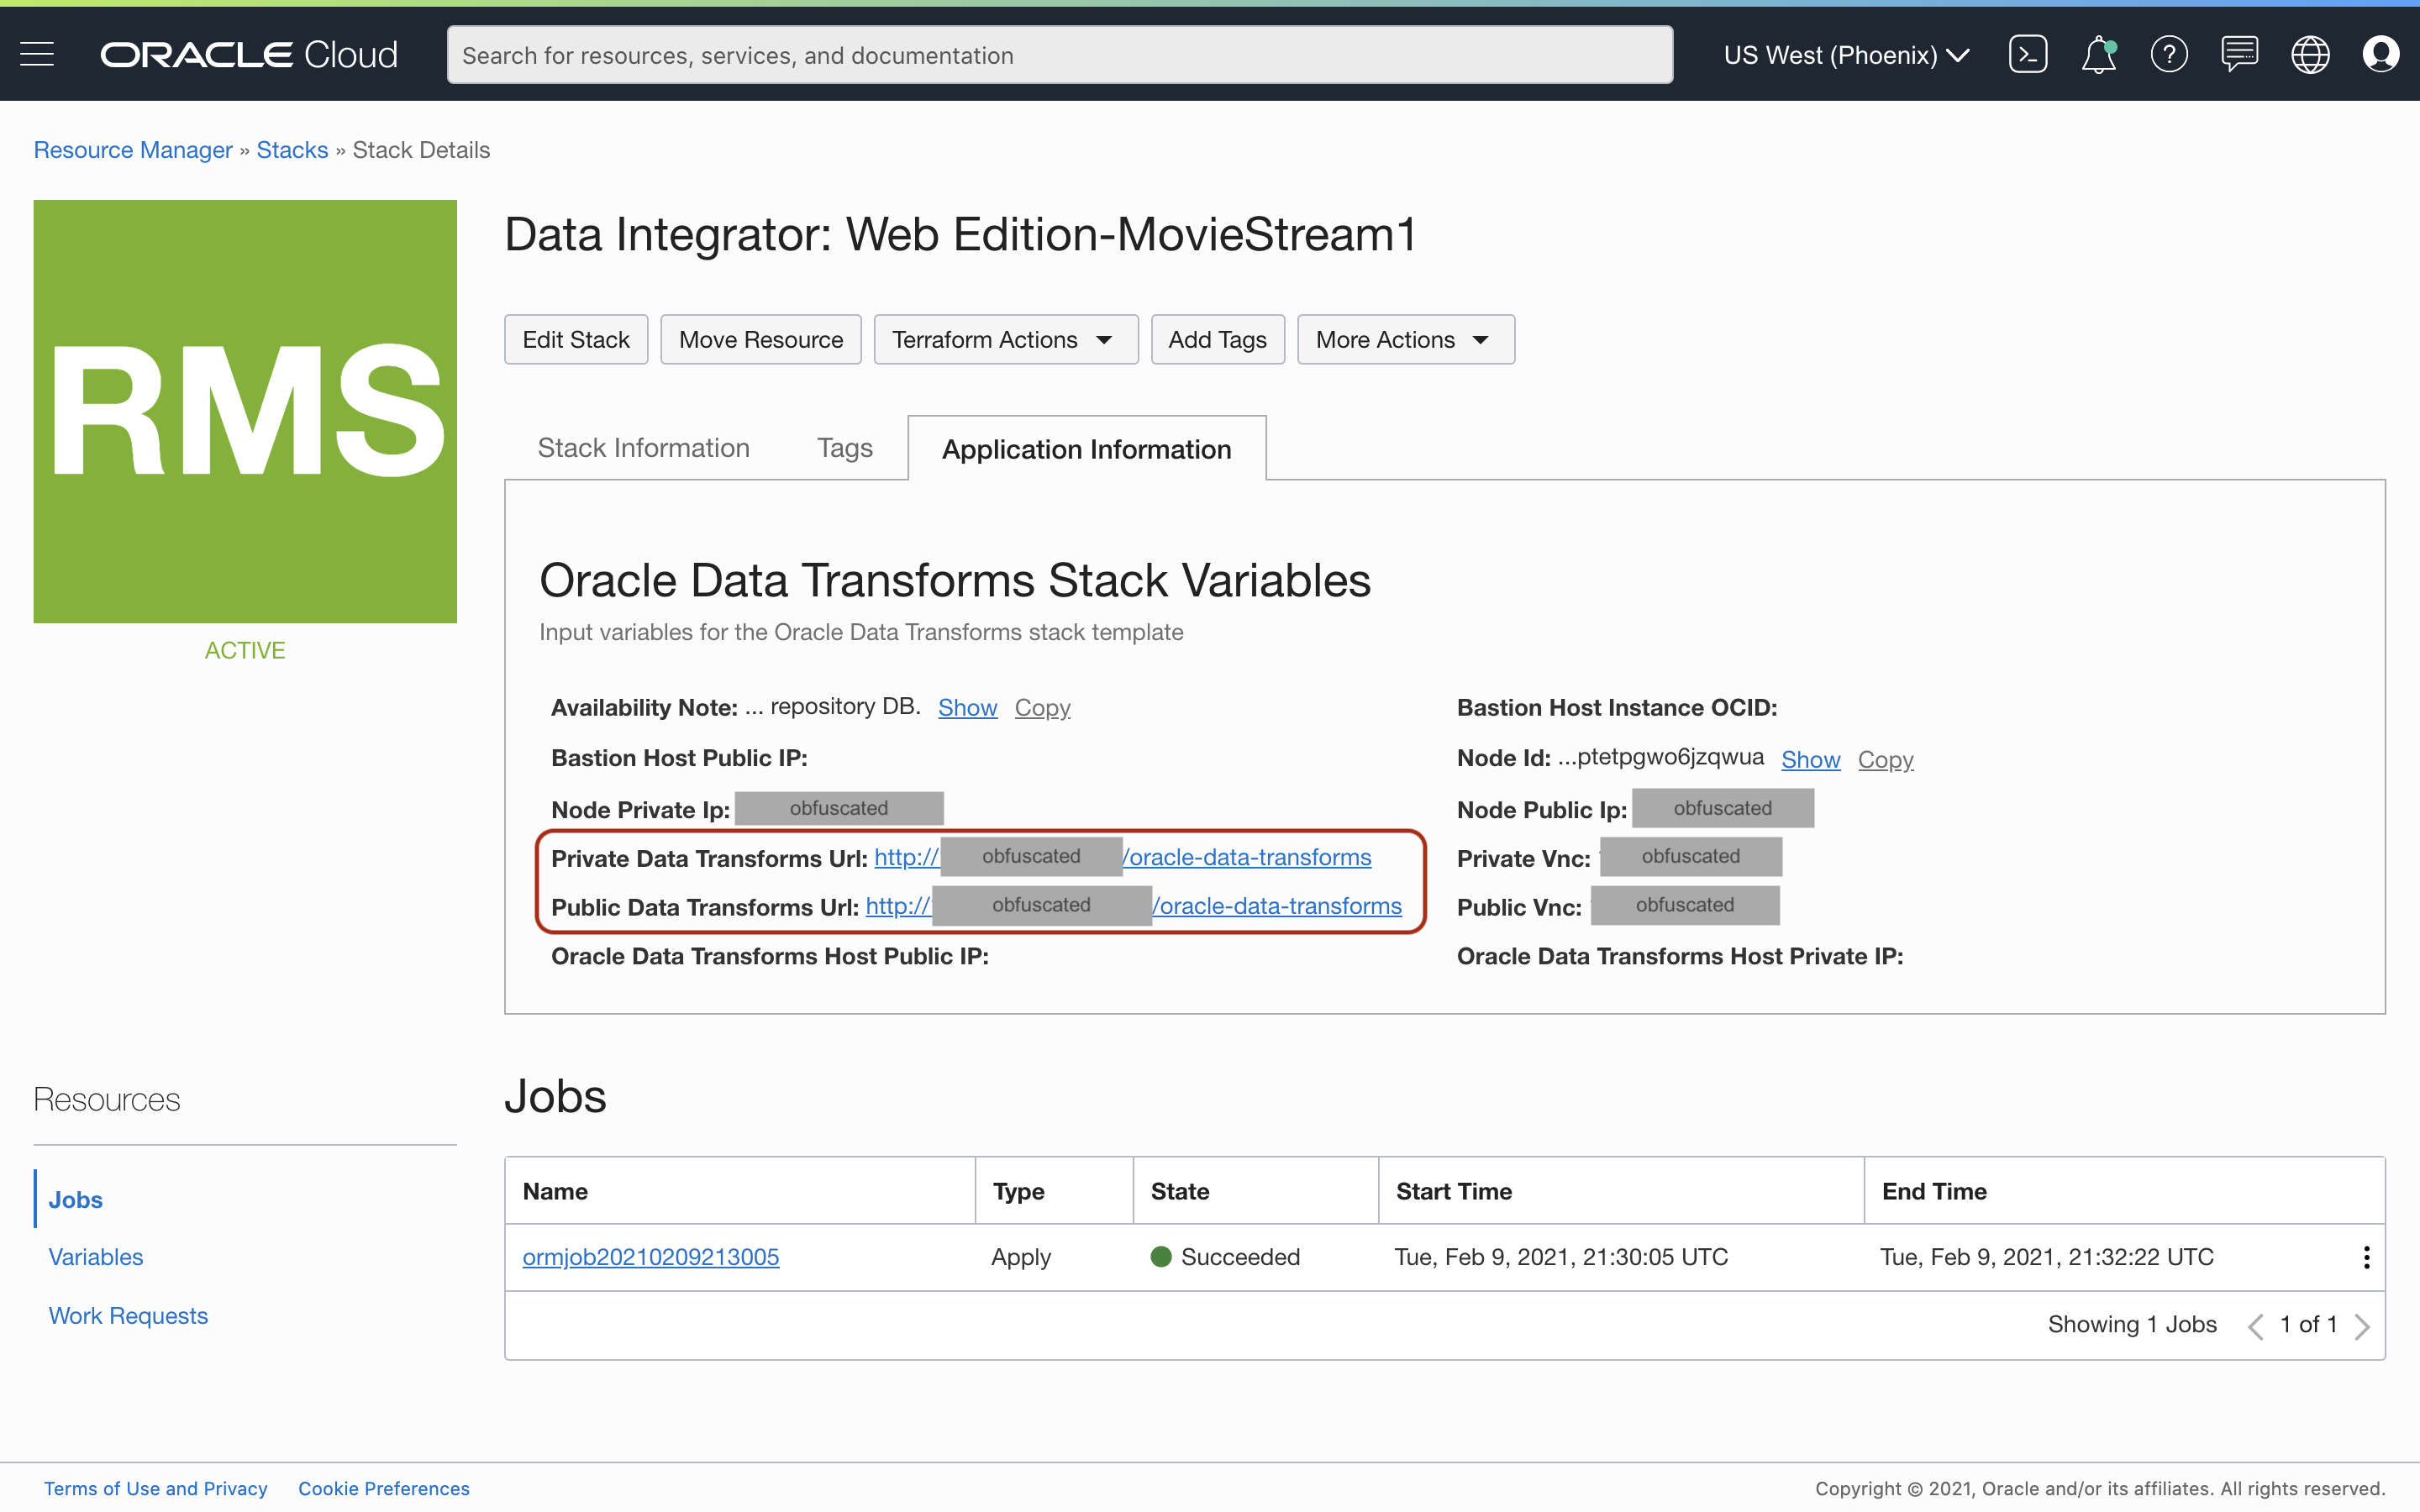 ORACLE Cloud
Search for resources, services, and documentation
US West (Phoenix)
Resource Manager » Stacks » Stack Details
RMS
ACTIVE
Data Integrator: Web Edition-MovieStream1
Edit Stack Move Resource Terraform Actions Add Tags More Actions
Stack Information Tags Application Information
Oracle Data Transforms Stack Variables
Input variables for the Oracle Data Transforms stack template
Availability Note: ... repository DB. Show Copy
Bastion Host Public IP:
Node Private Ip: obfuscated
Private Data Transforms Url: http:// obfuscated /oracle-data-transforms
Public Data Transforms Url: http:// obfuscated /oracle-data-transforms
Oracle Data Transforms Host Public IP:
Bastion Host Instance OCID:
Node Id: ...ptetpgwo6jzqwua Show Copy
Node Public Ip: obfuscated
Private Vnc: obfuscated
Public Vnc: obfuscated
Oracle Data Transforms Host Private IP:
Resources
Jobs
Variables
Work Requests
Jobs
Name Type State Start Time End Time
ormjob20210209213005 Apply Succeeded Tue, Feb 9, 2021, 21:30:05 UTC Tue, Feb 9, 2021, 21:32:22 UTC
Showing 1 Jobs 1 of 1
Terms of Use and Privacy Cookie Preferences
Copyright © 2021, Oracle and/or its affiliates. All rights reserved.